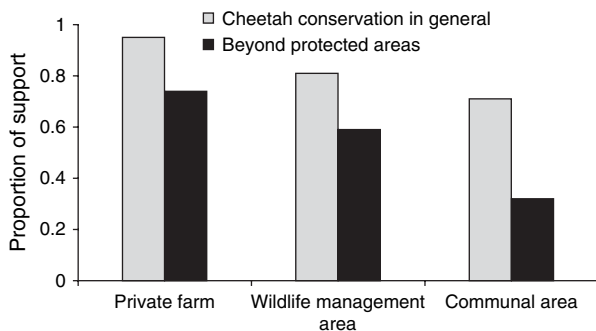 Cheetah conservation in general
Beyond protected areas
Proportion of support
1
0.8
0.6
0.4
0.2
0
Private farm
Wildlife management
area
Communal area